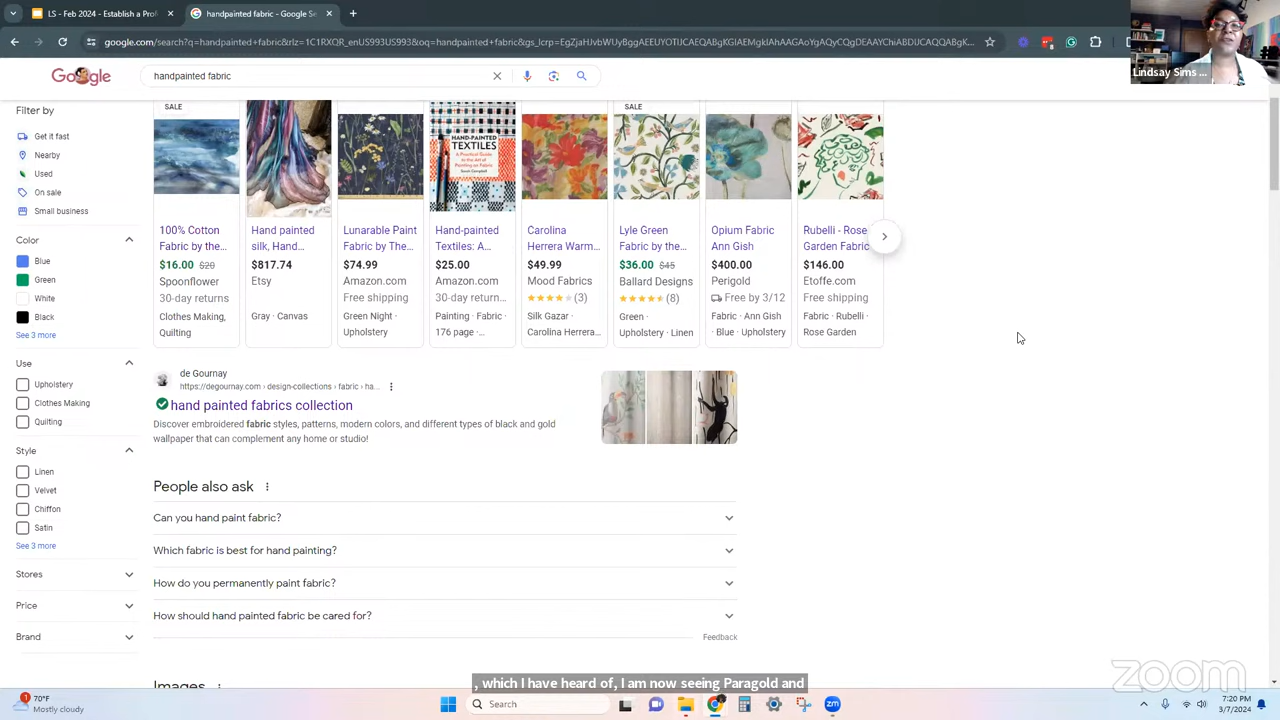 LS - Feb 2024 - Establish a Prof
handpainted fabric - Google Se
google.com/search?q=handpainted+fabric&rlz=1C1RXQR_enUS993US993&oq=handpainted+fabric&gs_lcrp=
Lindsay Sims ...
Google
handpainted fabric
Filter by
Get it fast
Nearby
Used
On sale
Small business
Color
Blue
Green
White
Black
See 3 more
Use
Upholstery
Clothes Making
Quilting
Style
Linen
Velvet
Chiffon
Satin
See 3 more
Stores
Price
Brand
SALE
100% Cotton
Fabric by the...
$16.00 $20
Spoonflower
30-day returns
Clothes Making,
Quilting
Hand painted
silk, Hand...
$817.74
Etsy
Gray · Canvas
Lunarable Paint
Fabric by The...
$74.99
Amazon.com
Free shipping
Green Night ·
Upholstery
HAND-PAINTED
TEXTILES
Hand-painted
Textiles: A...
$25.00
Amazon.com
30-day return...
Painting · Fabric ·
176 page · ...
Carolina
Herrera Warm...
$49.99
Mood Fabrics
(3)
Silk Gazar ·
Carolina Herrera...
SALE
Lyle Green
Fabric by the...
$36.00 $45
Ballard Designs
(8)
Green ·
Upholstery · Linen
Opium Fabric
Ann Gish
$400.00
Perigold
Free by 3/12
Fabric · Ann Gish
· Blue · Upholstery
Rubelli - Rose
Garden Fabric
$146.00
Etoffe.com
Free shipping
Fabric · Rubelli ·
Rose Garden
de Gournay
https://degournay.com › design-collections › fabric › ha...
hand painted fabrics collection
Discover embroidered fabric styles, patterns, modern colors, and different types of black and gold
wallpaper that can complement any home or studio!
People also ask
Can you hand paint fabric?
Which fabric is best for hand painting?
How do you permanently paint fabric?
How should hand painted fabric be cared for?
Feedback
Images
, which I have heard of, I am now seeing Paragold and
zoom
70°F
Mostly cloudy
Search
7:20 PM
3/7/2024